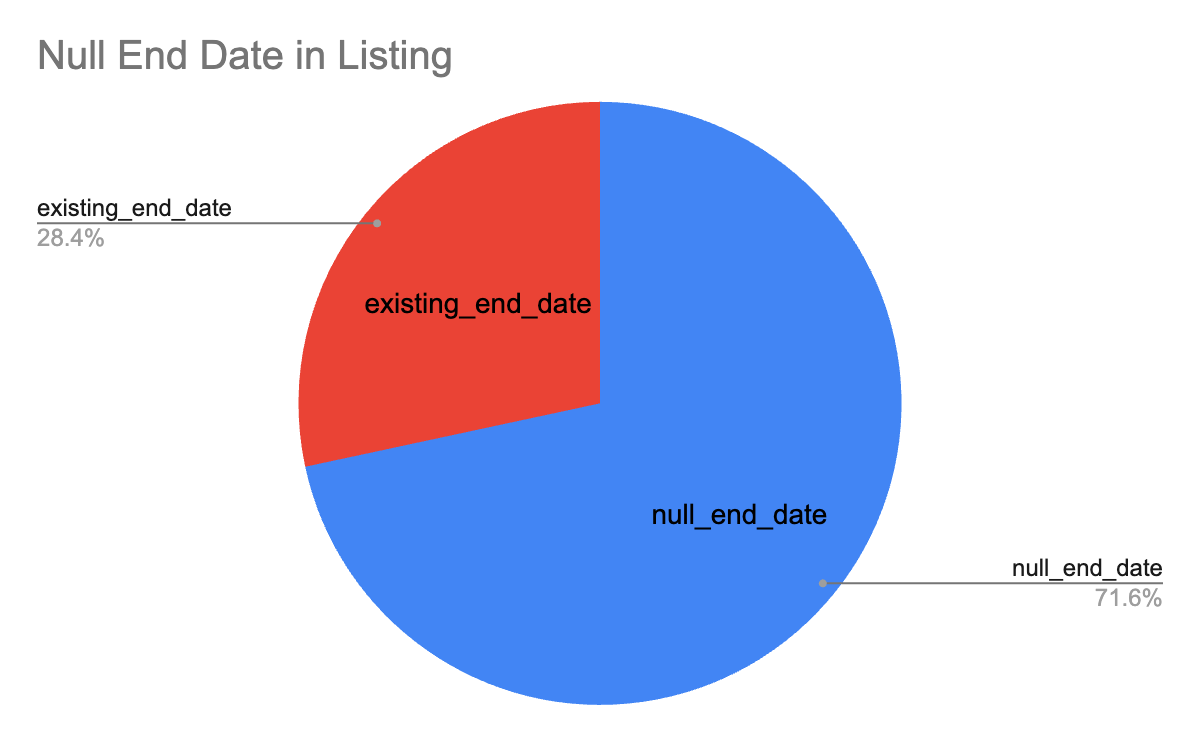 Null End Date in Listing
existing_end_date
28.4%
existing_end_date
null_end_date
null_end_date
71.6%